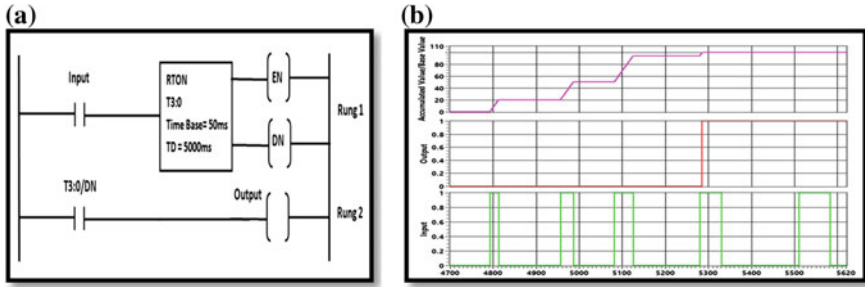 (a)
Input
RTON
T3:0
Time Base= 50ms
TD = 5000ms
EN
DN
Rung 1
T3:0/DN
Output
Rung 2
(b)
Accumulated Value/Base Value
110
80
60
40
20
0
Output
1
0.8
0.6
0.4
0.2
0
Input
1
0.8
0.6
0.4
0.2
0
4700 4800 4900 5000 5100 5200 5300 5400 5500 5620